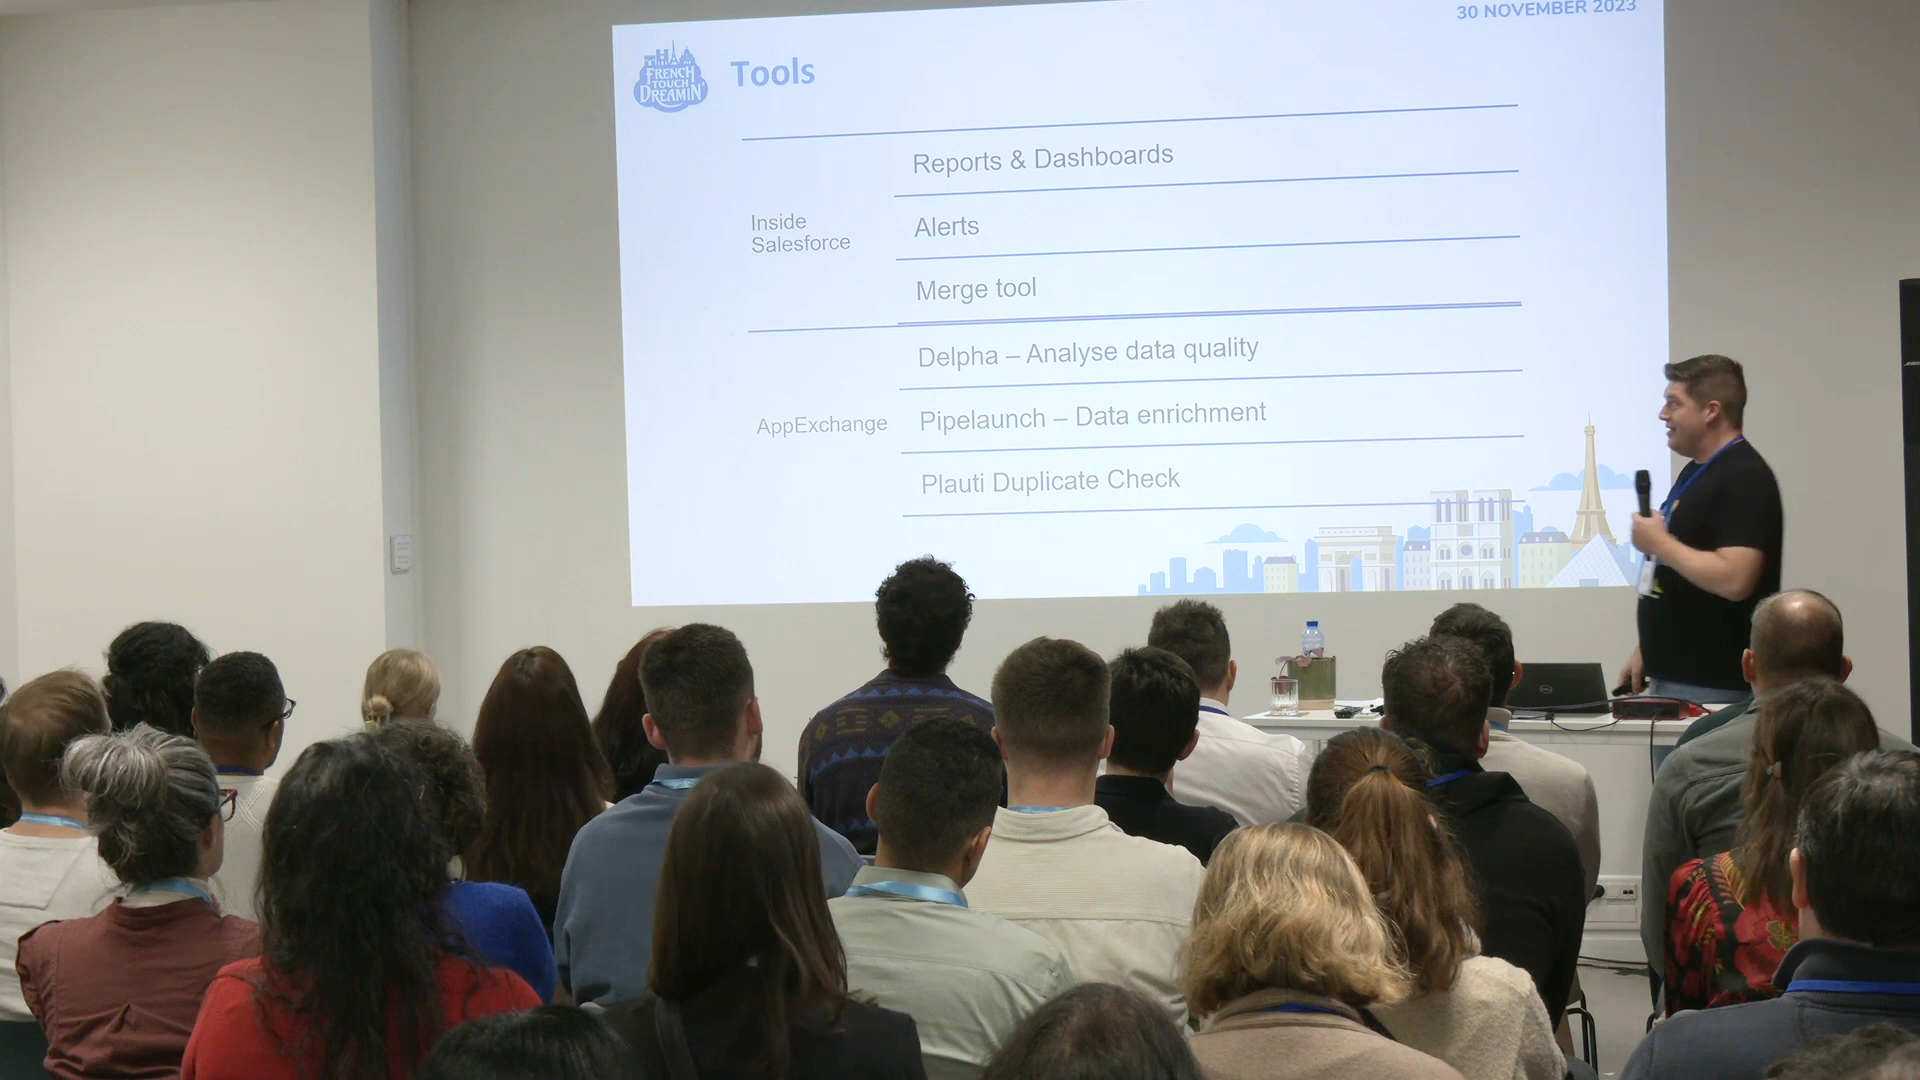 30 NOVEMBER 2023
FRENCH
TOUCH
DREAMIN'
Tools
Inside
Salesforce
Reports & Dashboards
Alerts
Merge tool
AppExchange
Delpha – Analyse data quality
Pipelaunch – Data enrichment
Plauti Duplicate Check
DELL